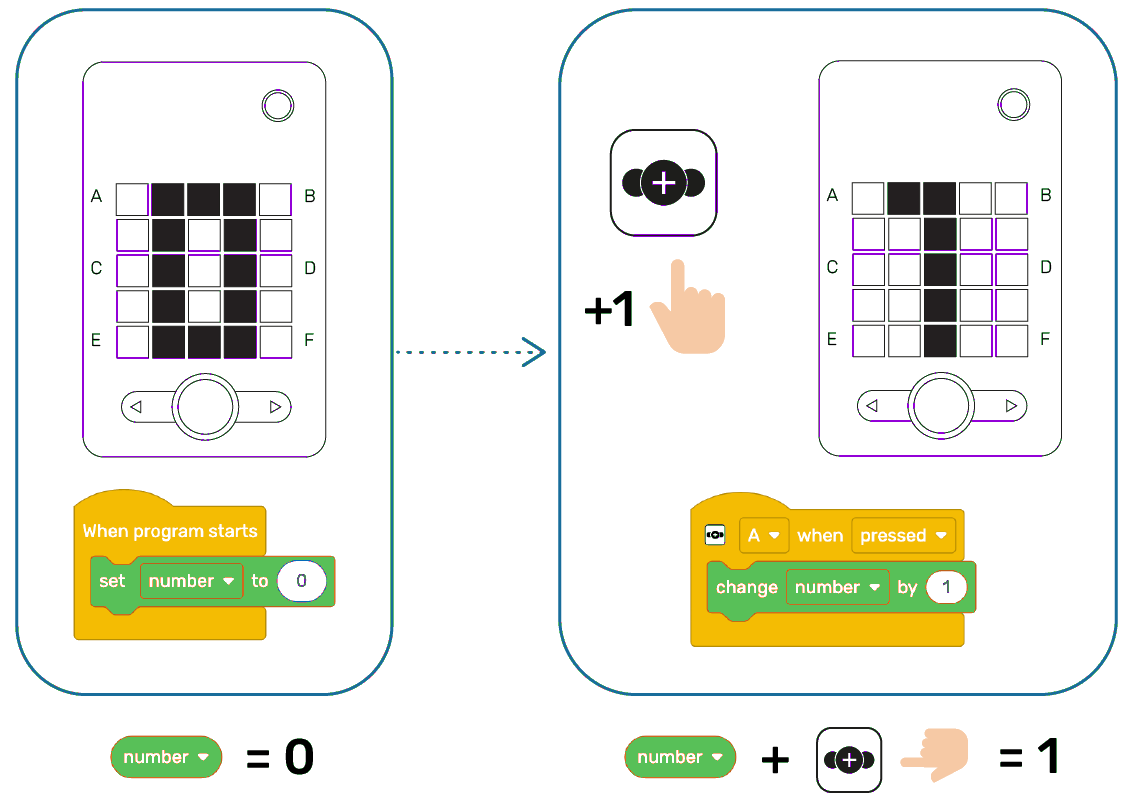 A B
C D
E F
When program starts
set number to 0
number = 0
+
+1
A B
C D
E F
A when pressed
change number by 1
number + + = 1